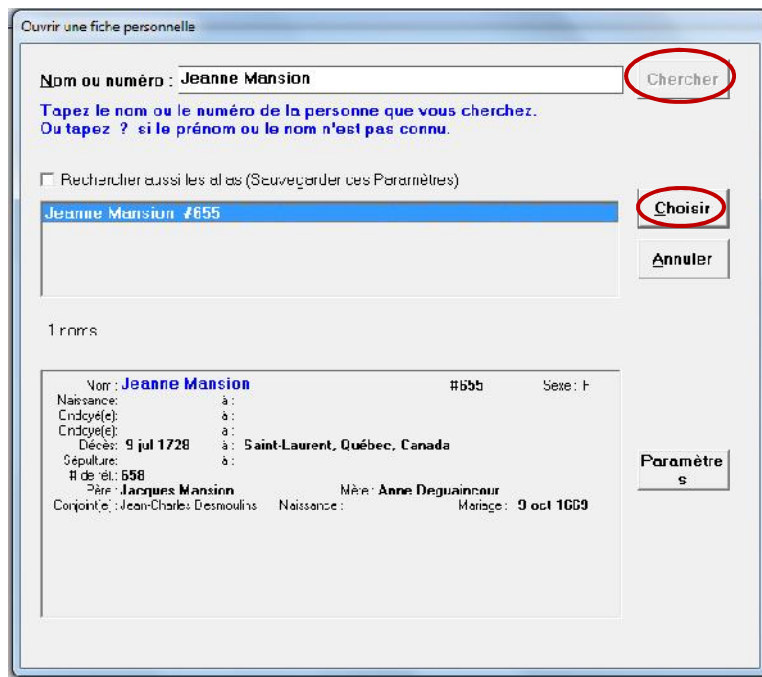 Ouvrir une fiche personnelle
Nom ou numéro : Jeanne Mansion
Chercher
Tapez le nom ou le numéro de la personne que vous cherchez.
Ou tapez ? si le prénom ou le nom n'est pas connu.
Rechercher aussi les alias (Sauvegarder ces Paramètres)
Jeanne Mansion #655
Choisir
Annuler
1 noms
Nom : Jeanne Mansion #655 Sexe : F
Naissance: à :
Ondoyé(e): à :
Ondoyé(e): à :
Décès: 9 jul 1728 à : Saint-Laurent, Québec, Canada
Sépulture: à :
# de réf.: 658
Père : Jacques Mansion Mère : Anne Deguaincour
Conjoint(e) : Jean-Charles Desmoulins Naissance : Mariage : 9 oct 1669
Paramètre
s